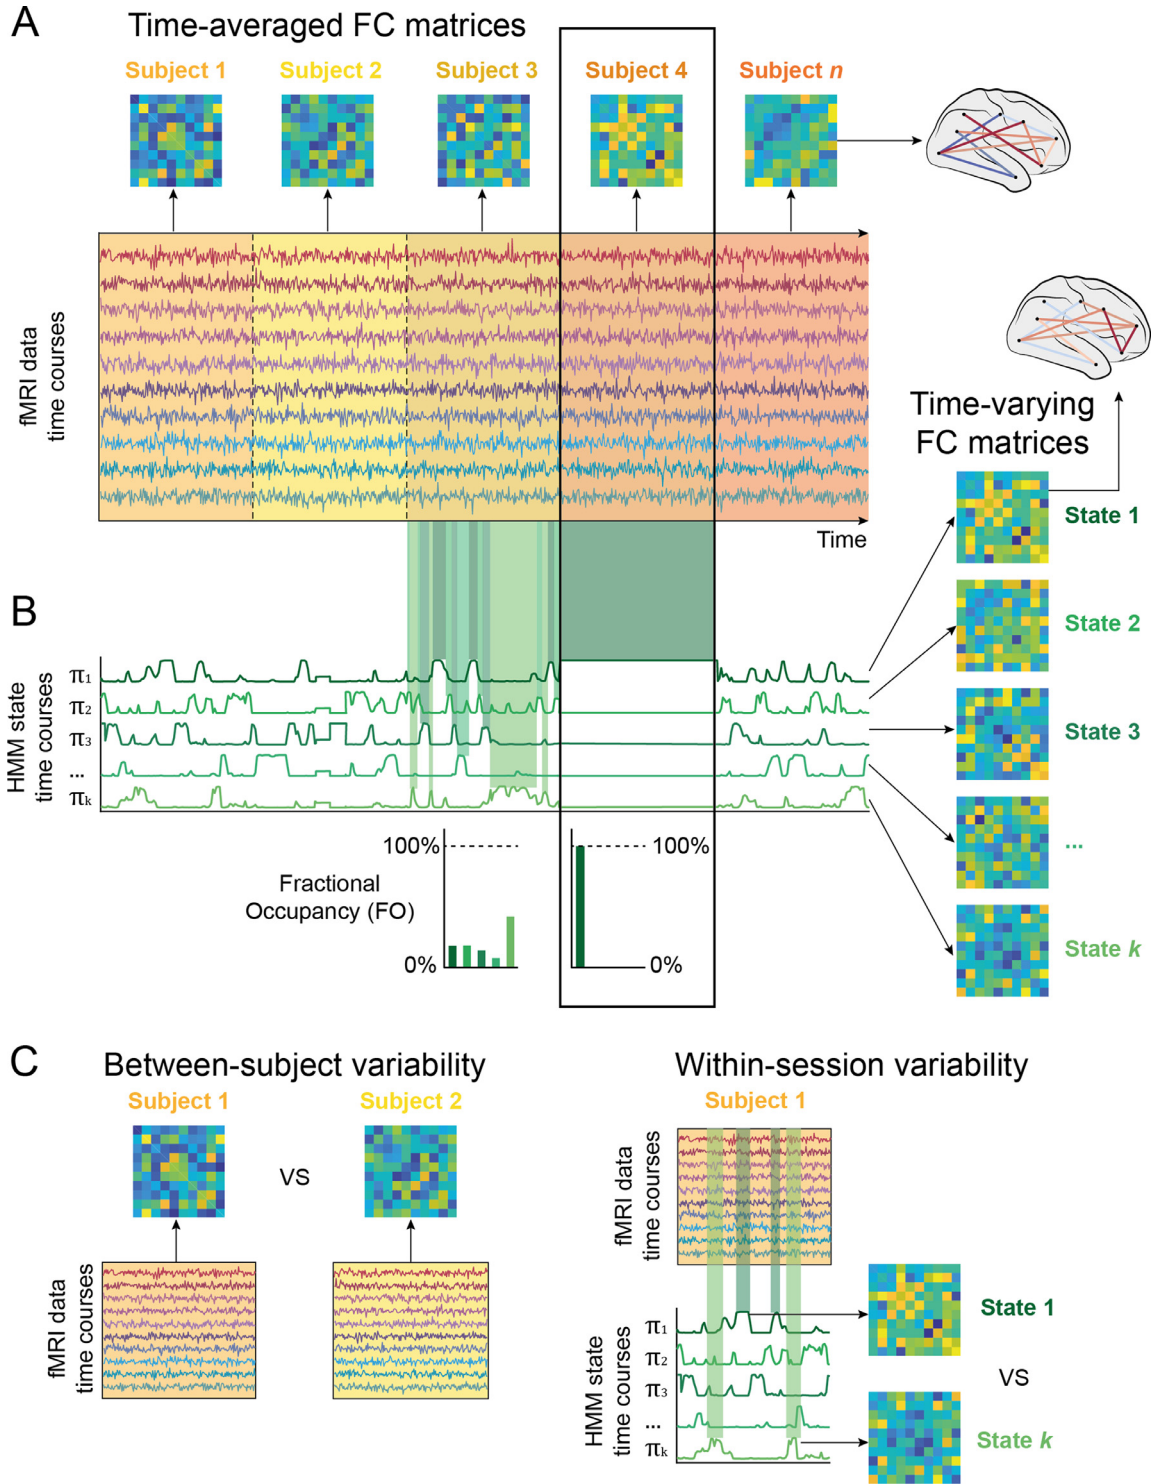 A
Time-averaged FC matrices
Subject 1
Subject 2
Subject 3
Subject 4
Subject n
fMRI data
time courses
Time
Time-varying
FC matrices
State 1
State 2
State 3
...
State k
B
HMM state
time courses
π1
π2
π3
...
πk
Fractional
Occupancy (FO)
100%
0%
100%
0%
C
Between-subject variability
Subject 1
VS
Subject 2
fMRI data
time courses
Within-session variability
Subject 1
fMRI data
time courses
HMM state
time courses
π1
π2
π3
...
πk
State 1
VS
State k